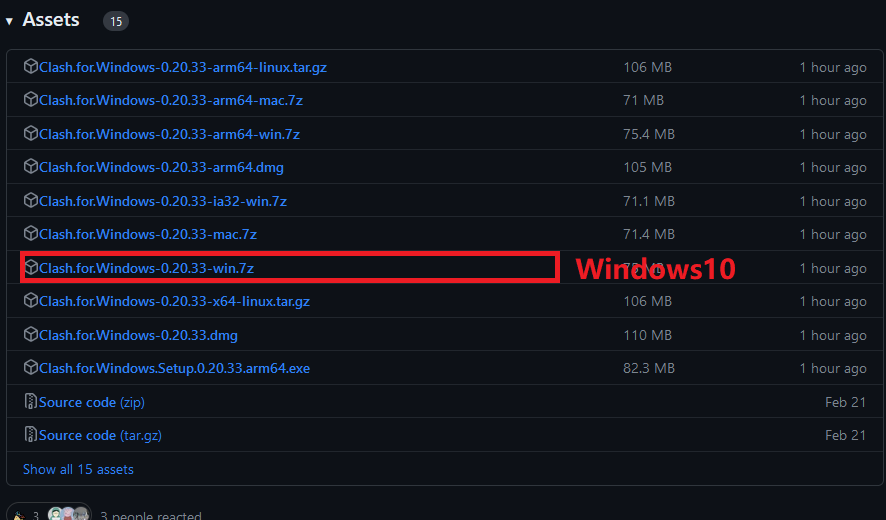 Assets 15
Clash.for.Windows-0.20.33-arm64-linux.tar.gz 106 MB 1 hour ago
Clash.for.Windows-0.20.33-arm64-mac.7z 71 MB 1 hour ago
Clash.for.Windows-0.20.33-arm64-win.7z 75.4 MB 1 hour ago
Clash.for.Windows-0.20.33-arm64.dmg 105 MB 1 hour ago
Clash.for.Windows-0.20.33-ia32-win.7z 71.1 MB 1 hour ago
Clash.for.Windows-0.20.33-mac.7z 71.4 MB 1 hour ago
Clash.for.Windows-0.20.33-win.7z Windows10 MB 1 hour ago
Clash.for.Windows-0.20.33-x64-linux.tar.gz 106 MB 1 hour ago
Clash.for.Windows-0.20.33.dmg 110 MB 1 hour ago
Clash.for.Windows.Setup.0.20.33.arm64.exe 82.3 MB 1 hour ago
Source code (zip) Feb 21
Source code (tar.gz) Feb 21
Show all 15 assets
3 3 people reacted